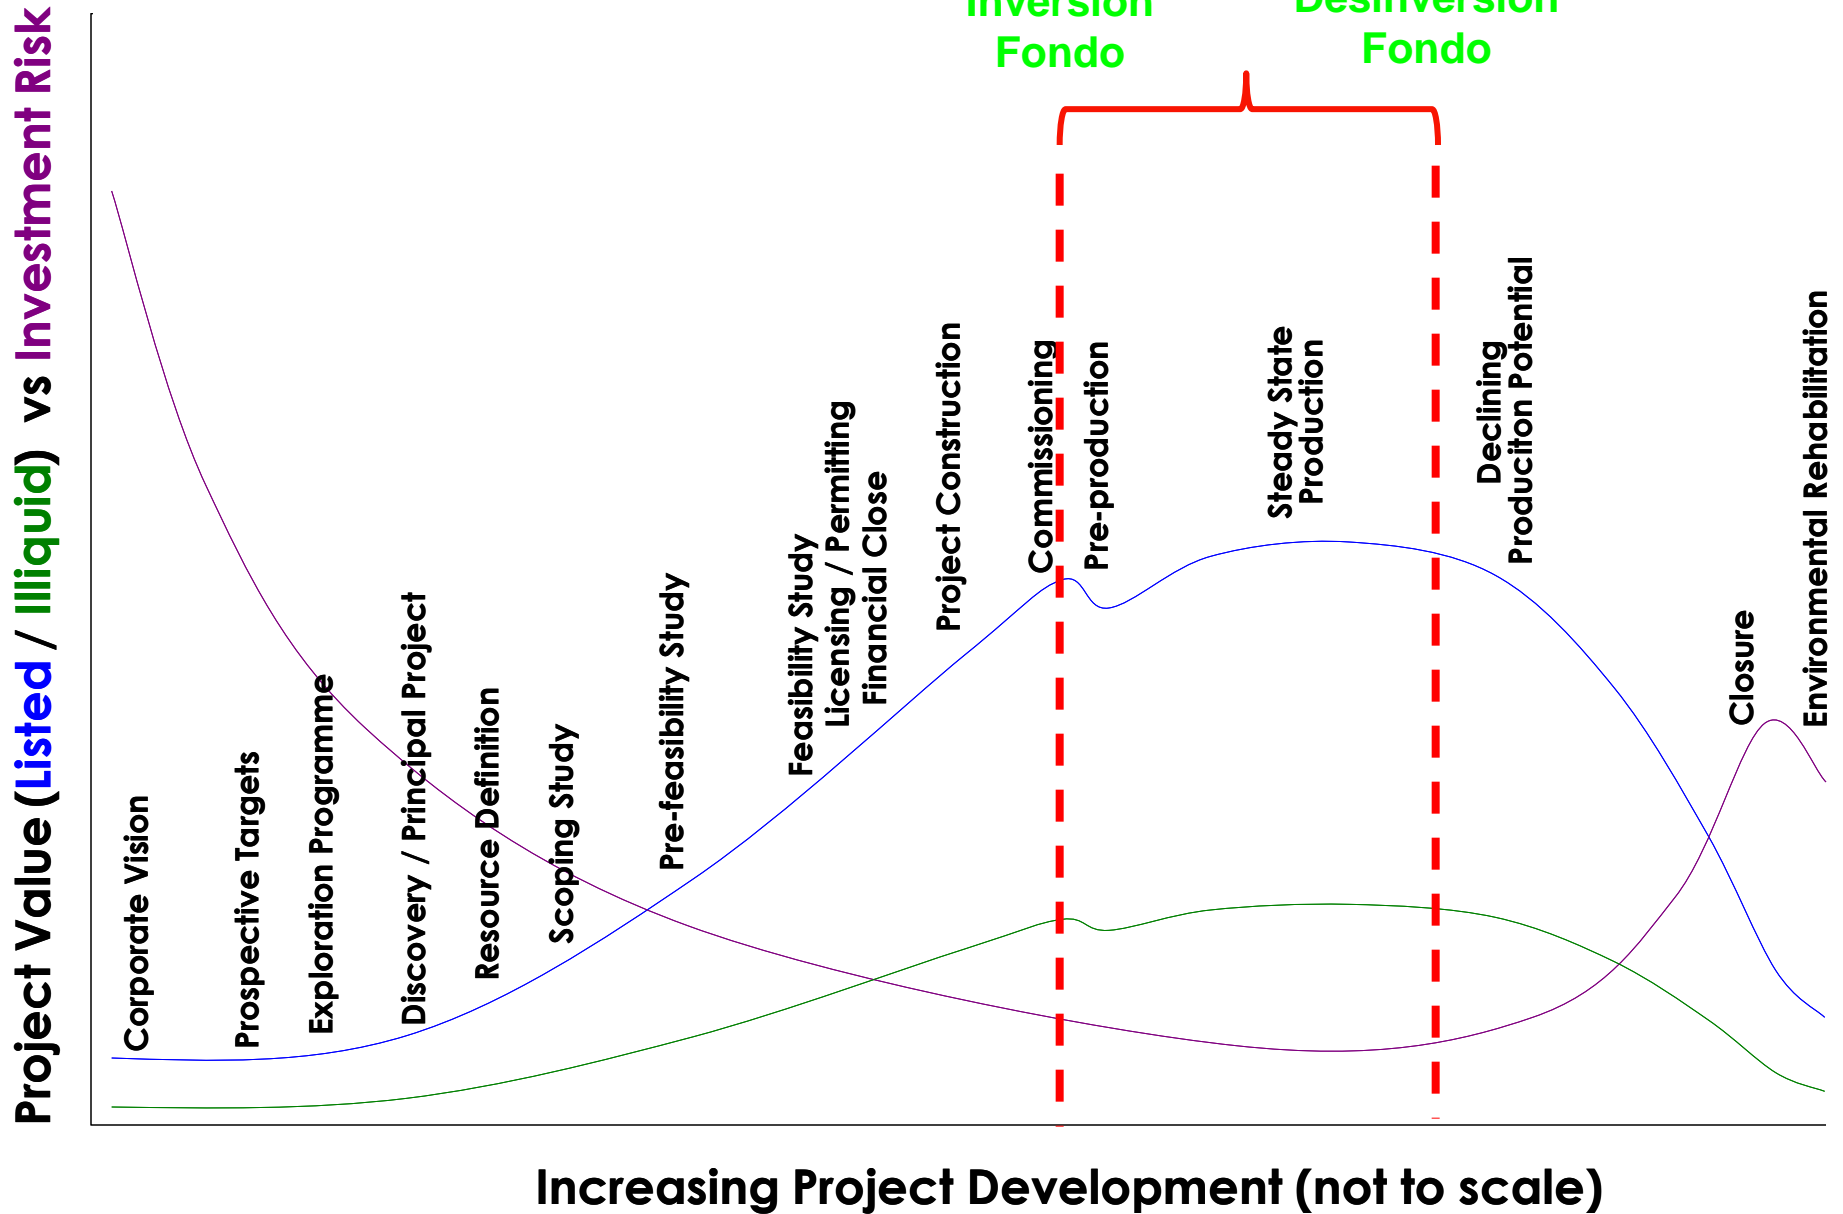 Inversion
Fondo
Desinversion
Fondo
Project Value (Listed / Illiquid) vs Investment Risk
Corporate Vision
Prospective Targets
Exploration Programme
Discovery / Principal Project
Resource Definition
Scoping Study
Pre-feasibility Study
Feasibility Study
Licensing / Permitting
Financial Close
Project Construction
Commissioning
Pre-production
Steady State
Production
Declining
Produciton Potential
Closure
Environmental Rehabilitation
Increasing Project Development (not to scale)